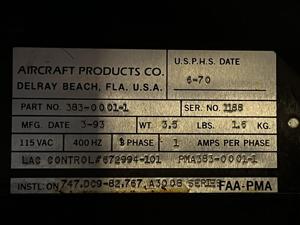 AIRCRAFT PRODUCTS CO.
DELRAY BEACH, FLA. U.S.A.
U.S.P.H.S. DATE
6-70
PART NO. 383-0001-1
SER. NO. 1188
MFG. DATE 3-93 WT. 3.5 LBS. 1.6 KG.
115 VAC 400 HZ 3 PHASE 1 AMPS PER PHASE
LAC CONTROL#672994-101 PMA383-0001-1
INSTL: ON 747,DC9-82,767,A300B SERIES FAA-PMA